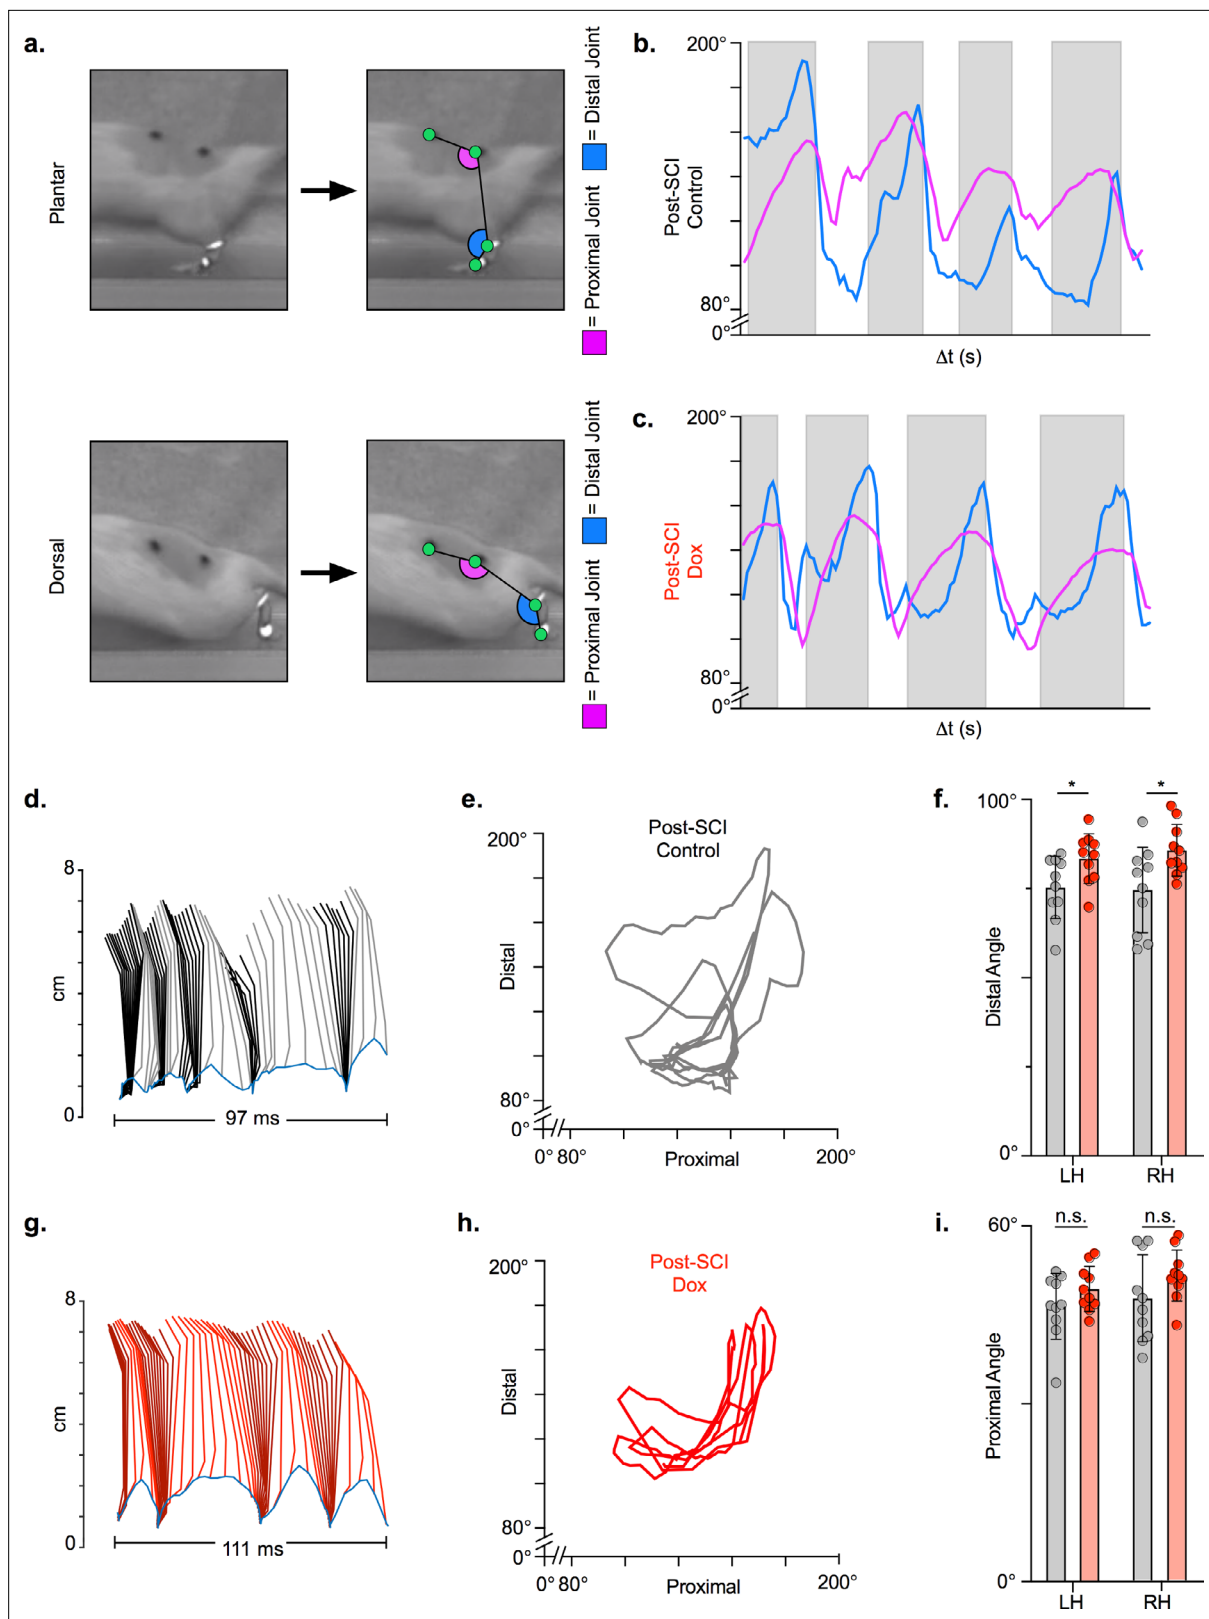 a.
Plantar
= Proximal Joint
= Distal Joint
b.
Post-SCI
Control
200°
80°
0°
Δt (s)
Dorsal
= Proximal Joint
= Distal Joint
c.
Post-SCI
Dox
200°
80°
0°
Δt (s)
d.
8
cm
0
97 ms
e.
Post-SCI
Control
200°
Distal
80°
0°
0° 80°
Proximal
200°
f.
* *
100°
Distal Angle
0°
LH RH
g.
8
cm
0
111 ms
h.
Post-SCI
Dox
200°
Distal
80°
0°
0° 80°
Proximal
200°
i.
n.s. n.s.
60°
Proximal Angle
0°
LH RH